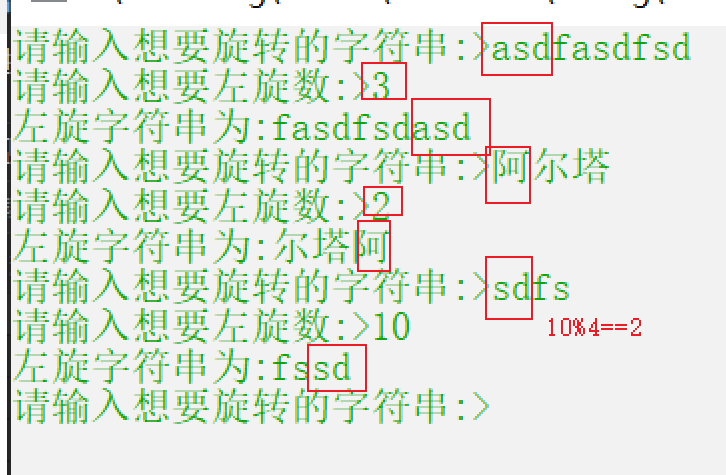 请输入想要旋转的字符串:>asdfasdfsd
请输入想要左旋数:>3
左旋字符串为:fasdfsdasd
请输入想要旋转的字符串:>阿尔塔
请输入想要左旋数:>2
左旋字符串为:尔塔阿
请输入想要旋转的字符串:>sdfs
请输入想要左旋数:>10 10%4==2
左旋字符串为:fssd
请输入想要旋转的字符串:>